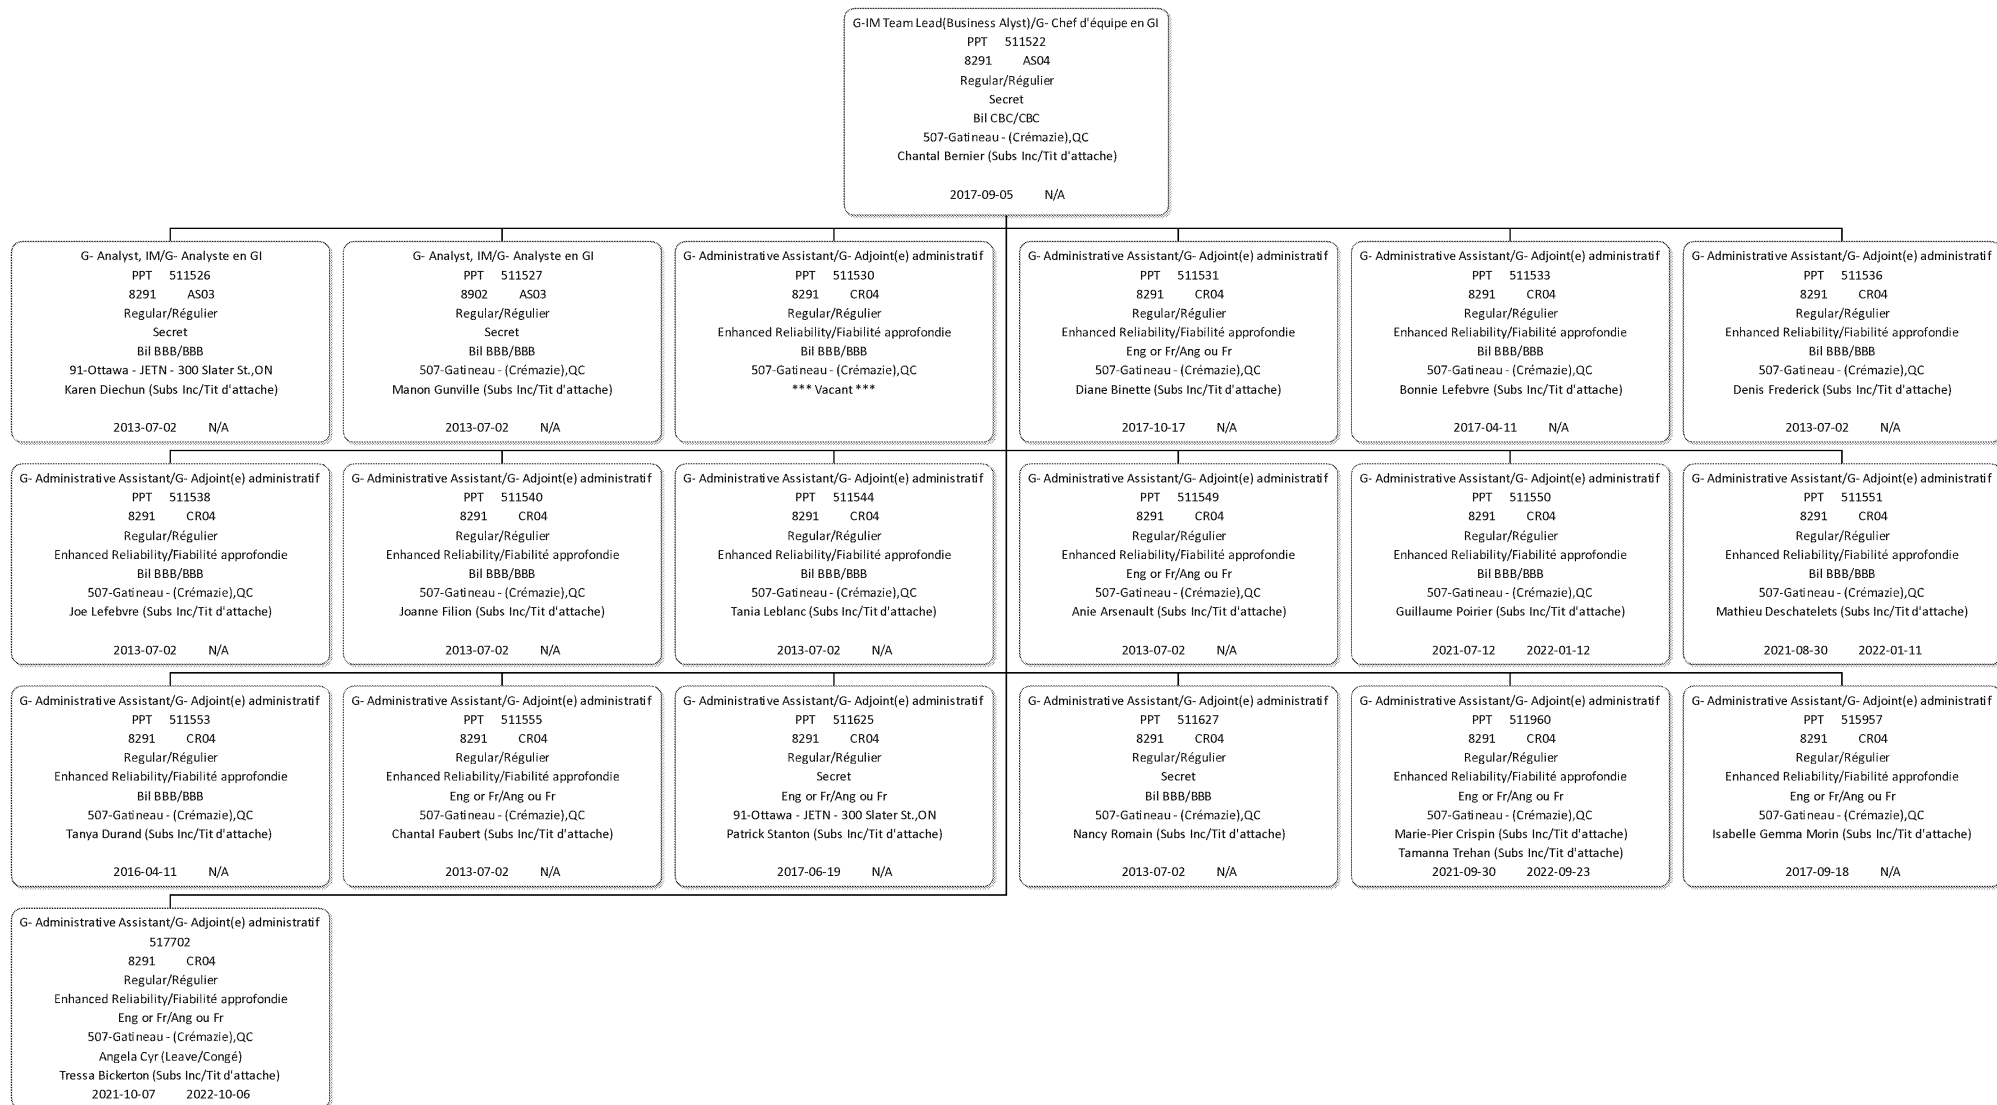 G-IM Team Lead(Business Alyst)/G- Chef d'équipe en GI
PPT 511522
8291 AS04
Regular/Régulier
Secret
Bil CBC/CBC
507-Gatineau - (Crémazie),QC
Chantal Bernier (Subs Inc/Tit d'attache)
2017-09-05 N/A
G- Analyst, IM/G- Analyste en GI
PPT 511526
8291 AS03
Regular/Régulier
Secret
Bil BBB/BBB
91-Ottawa - JETN - 300 Slater St.,ON
Karen Diechun (Subs Inc/Tit d'attache)
2013-07-02 N/A
G- Analyst, IM/G- Analyste en GI
PPT 511527
8902 AS03
Regular/Régulier
Secret
Bil BBB/BBB
507-Gatineau - (Crémazie),QC
Manon Gunville (Subs Inc/Tit d'attache)
2013-07-02 N/A
G- Administrative Assistant/G- Adjoint(e) administratif
PPT 511530
8291 CR04
Regular/Régulier
Enhanced Reliability/Fiabilité approfondie
Bil BBB/BBB
507-Gatineau - (Crémazie),QC
*** Vacant ***
G- Administrative Assistant/G- Adjoint(e) administratif
PPT 511531
8291 CR04
Regular/Régulier
Enhanced Reliability/Fiabilité approfondie
Eng or Fr/Ang ou Fr
507-Gatineau - (Crémazie),QC
Diane Binette (Subs Inc/Tit d'attache)
2017-10-17 N/A
G- Administrative Assistant/G- Adjoint(e) administratif
PPT 511533
8291 CR04
Regular/Régulier
Enhanced Reliability/Fiabilité approfondie
Bil BBB/BBB
507-Gatineau - (Crémazie),QC
Bonnie Lefebvre (Subs Inc/Tit d'attache)
2017-04-11 N/A
G- Administrative Assistant/G- Adjoint(e) administratif
PPT 511536
8291 CR04
Regular/Régulier
Enhanced Reliability/Fiabilité approfondie
Bil BBB/BBB
507-Gatineau - (Crémazie),QC
Denis Frederick (Subs Inc/Tit d'attache)
2013-07-02 N/A
G- Administrative Assistant/G- Adjoint(e) administratif
PPT 511538
8291 CR04
Regular/Régulier
Enhanced Reliability/Fiabilité approfondie
Bil BBB/BBB
507-Gatineau - (Crémazie),QC
Joe Lefebvre (Subs Inc/Tit d'attache)
2013-07-02 N/A
G- Administrative Assistant/G- Adjoint(e) administratif
PPT 511540
8291 CR04
Regular/Régulier
Enhanced Reliability/Fiabilité approfondie
Bil BBB/BBB
507-Gatineau - (Crémazie),QC
Joanne Filion (Subs Inc/Tit d'attache)
2013-07-02 N/A
G- Administrative Assistant/G- Adjoint(e) administratif
PPT 511544
8291 CR04
Regular/Régulier
Enhanced Reliability/Fiabilité approfondie
Bil BBB/BBB
507-Gatineau - (Crémazie),QC
Tania Leblanc (Subs Inc/Tit d'attache)
2013-07-02 N/A
G- Administrative Assistant/G- Adjoint(e) administratif
PPT 511549
8291 CR04
Regular/Régulier
Enhanced Reliability/Fiabilité approfondie
Eng or Fr/Ang ou Fr
507-Gatineau - (Crémazie),QC
Anie Arsenault (Subs Inc/Tit d'attache)
2013-07-02 N/A
G- Administrative Assistant/G- Adjoint(e) administratif
PPT 511550
8291 CR04
Regular/Régulier
Enhanced Reliability/Fiabilité approfondie
Bil BBB/BBB
507-Gatineau - (Crémazie),QC
Guillaume Poirier (Subs Inc/Tit d'attache)
2021-07-12 2022-01-12
G- Administrative Assistant/G- Adjoint(e) administratif
PPT 511551
8291 CR04
Regular/Régulier
Enhanced Reliability/Fiabilité approfondie
Bil BBB/BBB
507-Gatineau - (Crémazie),QC
Mathieu Deschatelets (Subs Inc/Tit d'attache)
2021-08-30 2022-01-11
G- Administrative Assistant/G- Adjoint(e) administratif
PPT 511553
8291 CR04
Regular/Régulier
Enhanced Reliability/Fiabilité approfondie
Bil BBB/BBB
507-Gatineau - (Crémazie),QC
Tanya Durand (Subs Inc/Tit d'attache)
2016-04-11 N/A
G- Administrative Assistant/G- Adjoint(e) administratif
PPT 511555
8291 CR04
Regular/Régulier
Enhanced Reliability/Fiabilité approfondie
Eng or Fr/Ang ou Fr
507-Gatineau - (Crémazie),QC
Chantal Faubert (Subs Inc/Tit d'attache)
2013-07-02 N/A
G- Administrative Assistant/G- Adjoint(e) administratif
PPT 511625
8291 CR04
Regular/Régulier
Secret
Eng or Fr/Ang ou Fr
91-Ottawa - JETN - 300 Slater St.,ON
Patrick Stanton (Subs Inc/Tit d'attache)
2017-06-19 N/A
G- Administrative Assistant/G- Adjoint(e) administratif
PPT 511627
8291 CR04
Regular/Régulier
Secret
Bil BBB/BBB
507-Gatineau - (Crémazie),QC
Nancy Romain (Subs Inc/Tit d'attache)
2013-07-02 N/A
G- Administrative Assistant/G- Adjoint(e) administratif
PPT 511960
8291 CR04
Regular/Régulier
Enhanced Reliability/Fiabilité approfondie
Eng or Fr/Ang ou Fr
507-Gatineau - (Crémazie),QC
Marie-Pier Crispin (Subs Inc/Tit d'attache)
Tamanna Trehan (Subs Inc/Tit d'attache)
2021-09-30 2022-09-23
G- Administrative Assistant/G- Adjoint(e) administratif
PPT 515957
8291 CR04
Regular/Régulier
Enhanced Reliability/Fiabilité approfondie
Eng or Fr/Ang ou Fr
507-Gatineau - (Crémazie),QC
Isabelle Gemma Morin (Subs Inc/Tit d'attache)
2017-09-18 N/A
G- Administrative Assistant/G- Adjoint(e) administratif
517702
8291 CR04
Regular/Régulier
Enhanced Reliability/Fiabilité approfondie
Eng or Fr/Ang ou Fr
507-Gatineau - (Crémazie),QC
Angela Cyr (Leave/Congé)
Tressa Bickerton (Subs Inc/Tit d'attache)
2021-10-07 2022-10-06